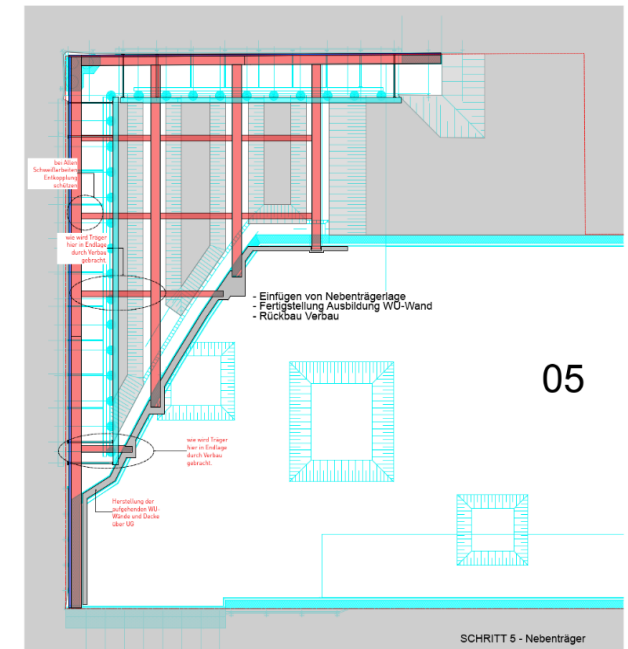 bei Allen
Schweißarbeiten
Entkopplung
schützen
wie wird Träger
hier in Endlage
durch Verbau
gebracht.
- Einfügen von Nebenträgerlage
- Fertigstellung Ausbildung WU-Wand
- Rückbau Verbau
05
wie wird Träger
hier in Endlage
durch Verbau
gebracht.
Herstellung der
aufgehenden WU-
Wände und Decke
über UG
SCHRITT 5 - Nebenträger